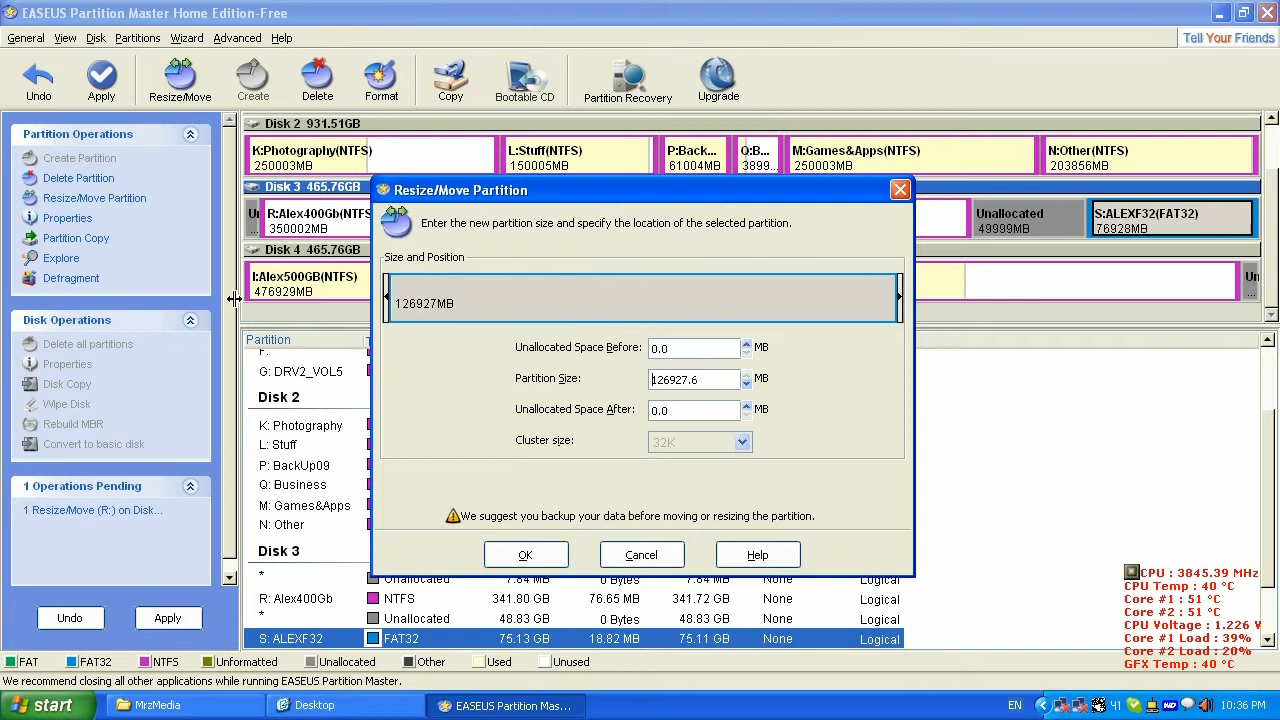 EASEUS Partition Master Home Edition-Free
General View Disk Partitions Wizard Advanced Help
Tell Your Friends
Undo Apply Resize/Move Create Delete Format Copy Bootable CD Partition Recovery Upgrade
Partition Operations
Create Partition
Delete Partition
Resize/Move Partition
Properties
Partition Copy
Explore
Defragment
Disk Operations
Delete all partitions
Properties
Disk Copy
Wipe Disk
Rebuild MBR
Convert to basic disk
1 Operations Pending
1 Resize/Move (R:) on Disk...
Undo Apply
Disk 2 931.51GB
K:Photography(NTFS) L:Stuff(NTFS) P:Back... Q:B... M:Games&Apps(NTFS) N:Other(NTFS)
250003MB 150005MB 61004MB 3899... 250003MB 203856MB
Disk 3 465.76GB
R:Alex400Gb(NTFS Unallocated S:ALEXF32(FAT32)
350002MB 49999MB 76928MB
Disk 4 465.76GB
I:Alex500GB(NTFS)
476929MB
Resize/Move Partition
Enter the new partition size and specify the location of the selected partition.
Size and Position
126927MB
Unallocated Space Before: 0.0 MB
Partition Size: 126927.6 MB
Unallocated Space After: 0.0 MB
Cluster size: 32K
We suggest you backup your data before moving or resizing the partition.
OK Cancel Help
Partition
G: DRV2_VOL5
Disk 2
K: Photography
L: Stuff
P: BackUp09
Q: Business
M: Games&Apps
N: Other
Disk 3
* Unallocated 7.84 MB 0 Bytes 7.84 MB None Logical
R: Alex400Gb NTFS 341.80 GB 76.65 MB 341.72 GB None Logical
* Unallocated 48.83 GB 0 Bytes 48.83 GB None Logical
S: ALEXF32 FAT32 75.13 GB 18.82 MB 75.11 GB None Logical
CPU : 3845.39 MHz
CPU Temp : 40 °C
Core #1 : 51 °C
Core #2 : 51 °C
CPU Voltage : 1.226 V
Core #1 Load : 39%
Core #2 Load : 20%
GFX Temp : 40 °C
FAT FAT32 NTFS Unformatted Unallocated Other Used Unused
We recommend closing all other applications while running EASEUS Partition Master.
start MrzMedia Desktop EASEUS Partition Mas... EN 41 10:36 PM